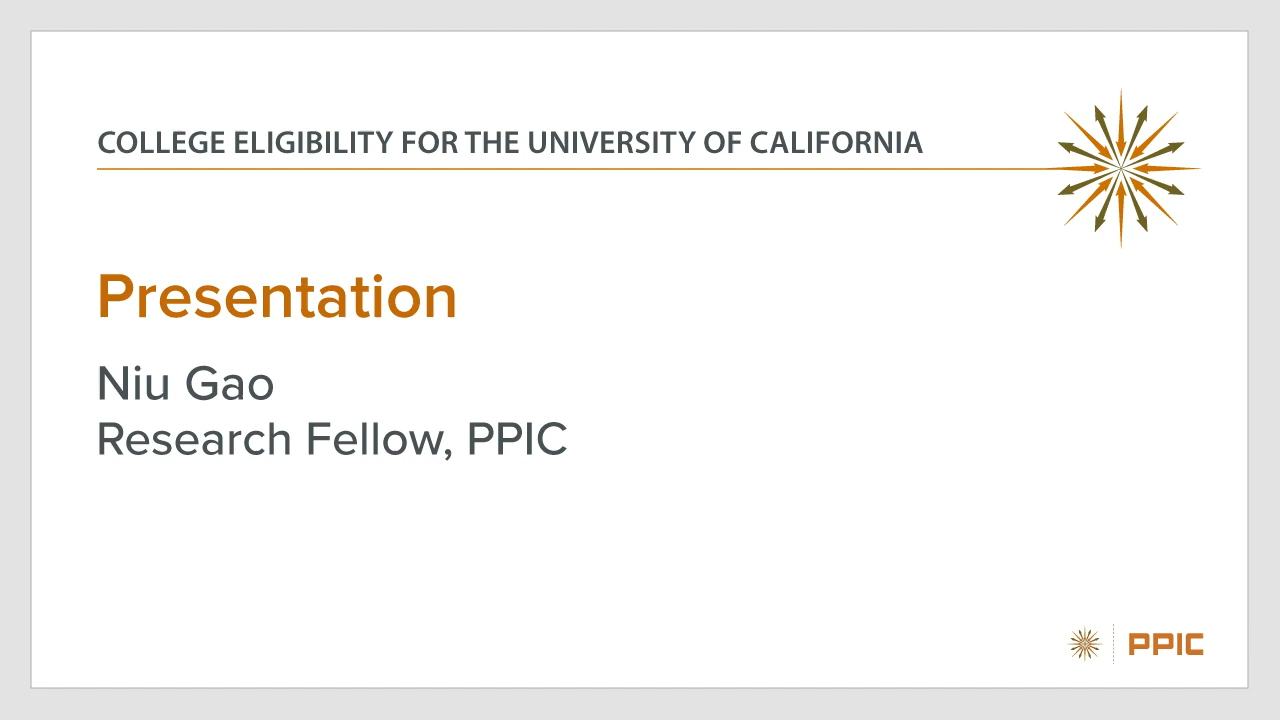 COLLEGE ELIGIBILITY FOR THE UNIVERSITY OF CALIFORNIA
Presentation
Niu Gao
Research Fellow, PPIC
PPIC